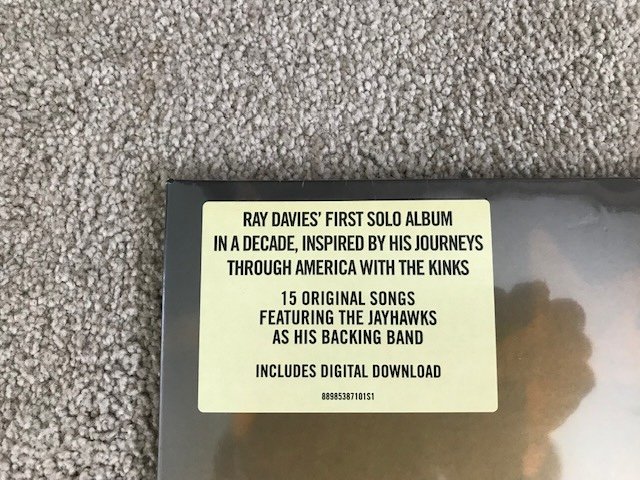 RAY DAVIES' FIRST SOLO ALBUM
IN A DECADE, INSPIRED BY HIS JOURNEYS
THROUGH AMERICA WITH THE KINKS
15 ORIGINAL SONGS
FEATURING THE JAYHAWKS
AS HIS BACKING BAND
INCLUDES DIGITAL DOWNLOAD
88985387101S1